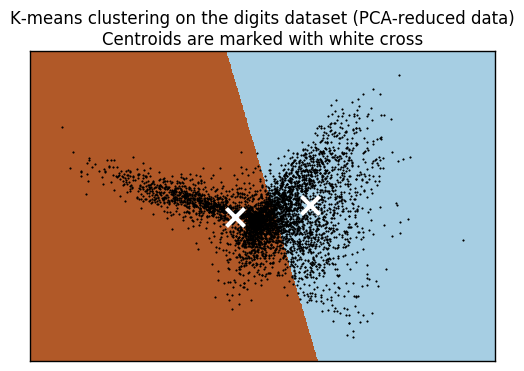 K-means clustering on the digits dataset (PCA-reduced data)
Centroids are marked with white cross